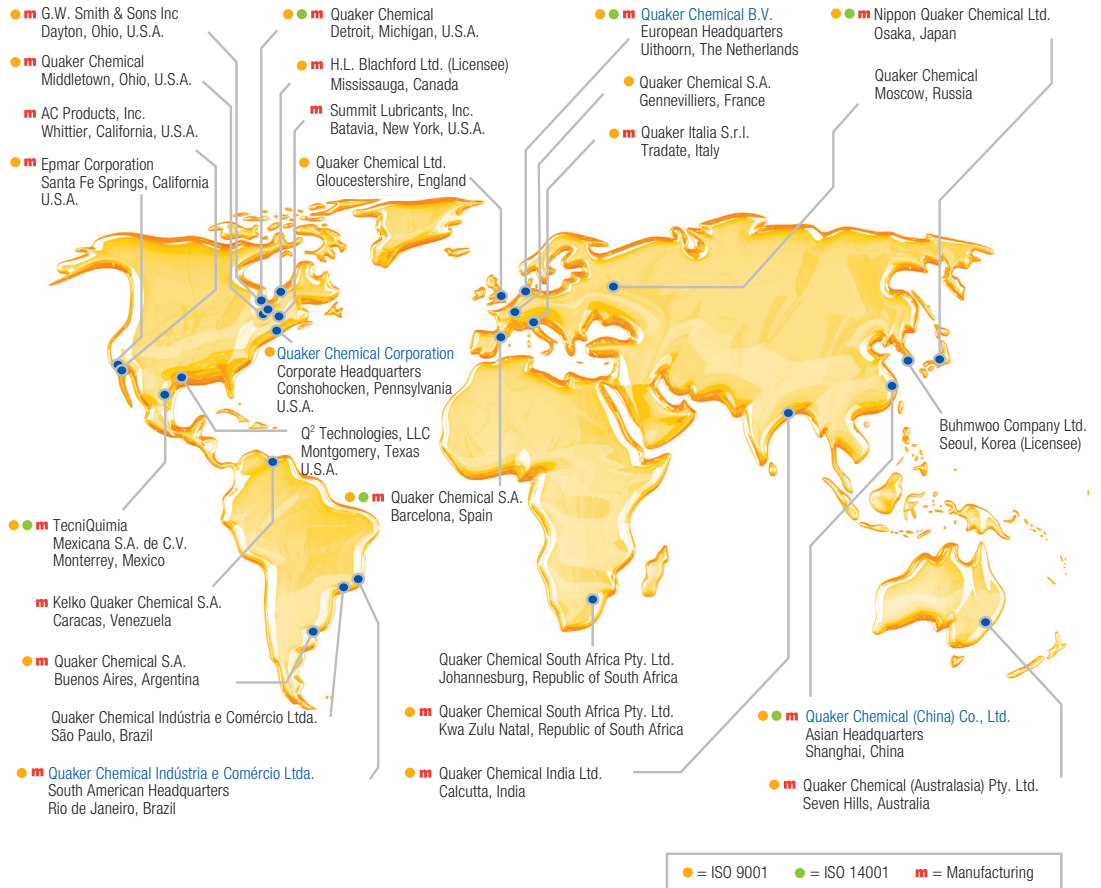 m G.W. Smith & Sons Inc
Dayton, Ohio, U.S.A.
m Quaker Chemical
Middletown, Ohio, U.S.A.
m AC Products, Inc.
Whittier, California, U.S.A.
m Epmar Corporation
Santa Fe Springs, California
U.S.A.
m Quaker Chemical
Detroit, Michigan, U.S.A.
m H.L. Blachford Ltd. (Licensee)
Mississauga, Canada
m Summit Lubricants, Inc.
Batavia, New York, U.S.A.
Quaker Chemical Ltd.
Gloucestershire, England
m Quaker Chemical B.V.
European Headquarters
Uithoorn, The Netherlands
Quaker Chemical S.A.
Gennevilliers, France
m Quaker Italia S.r.l.
Tradate, Italy
m Nippon Quaker Chemical Ltd.
Osaka, Japan
Quaker Chemical
Moscow, Russia
Quaker Chemical Corporation
Corporate Headquarters
Conshohocken, Pennsylvania
U.S.A.
Q² Technologies, LLC
Montgomery, Texas
U.S.A.
m Quaker Chemical S.A.
Barcelona, Spain
Buhmwoo Company Ltd.
Seoul, Korea (Licensee)
m TecniQuimia
Mexicana S.A. de C.V.
Monterrey, Mexico
m Kelko Quaker Chemical S.A.
Caracas, Venezuela
m Quaker Chemical S.A.
Buenos Aires, Argentina
Quaker Chemical Indústria e Comércio Ltda.
São Paulo, Brazil
m Quaker Chemical Indústria e Comércio Ltda.
South American Headquarters
Rio de Janeiro, Brazil
Quaker Chemical South Africa Pty. Ltd.
Johannesburg, Republic of South Africa
m Quaker Chemical South Africa Pty. Ltd.
Kwa Zulu Natal, Republic of South Africa
m Quaker Chemical India Ltd.
Calcutta, India
m Quaker Chemical (China) Co., Ltd.
Asian Headquarters
Shanghai, China
m Quaker Chemical (Australasia) Pty. Ltd.
Seven Hills, Australia
= ISO 9001 = ISO 14001 m = Manufacturing